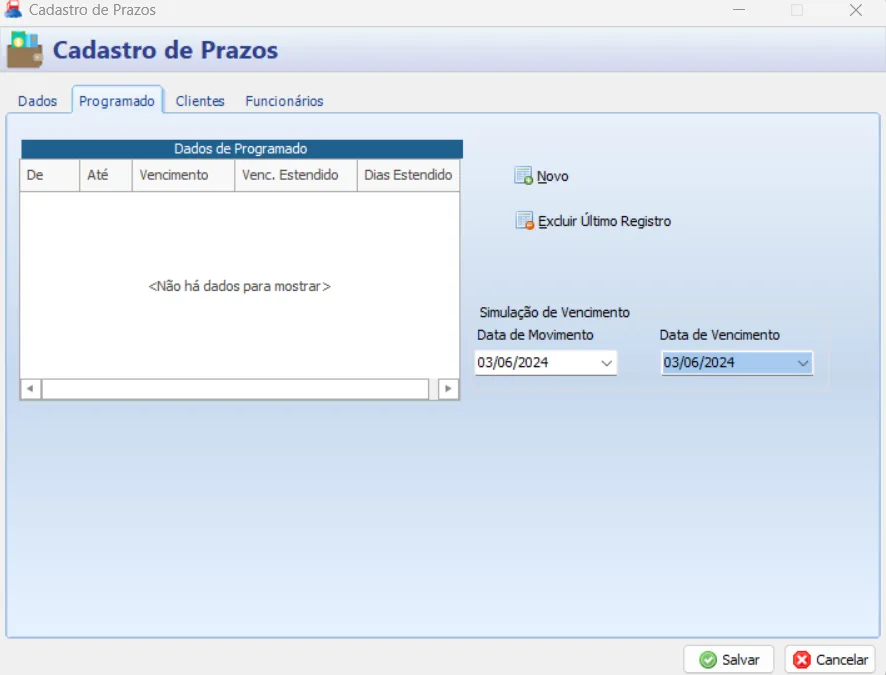 Cadastro de Prazos
Cadastro de Prazos
Dados Programado Clientes Funcionários
Dados de Programado
De Até Vencimento Venc. Estendido Dias Estendido
<Não há dados para mostrar>
Novo
Excluir Último Registro
Simulação de Vencimento
Data de Movimento Data de Vencimento
03/06/2024 03/06/2024
Salvar Cancelar